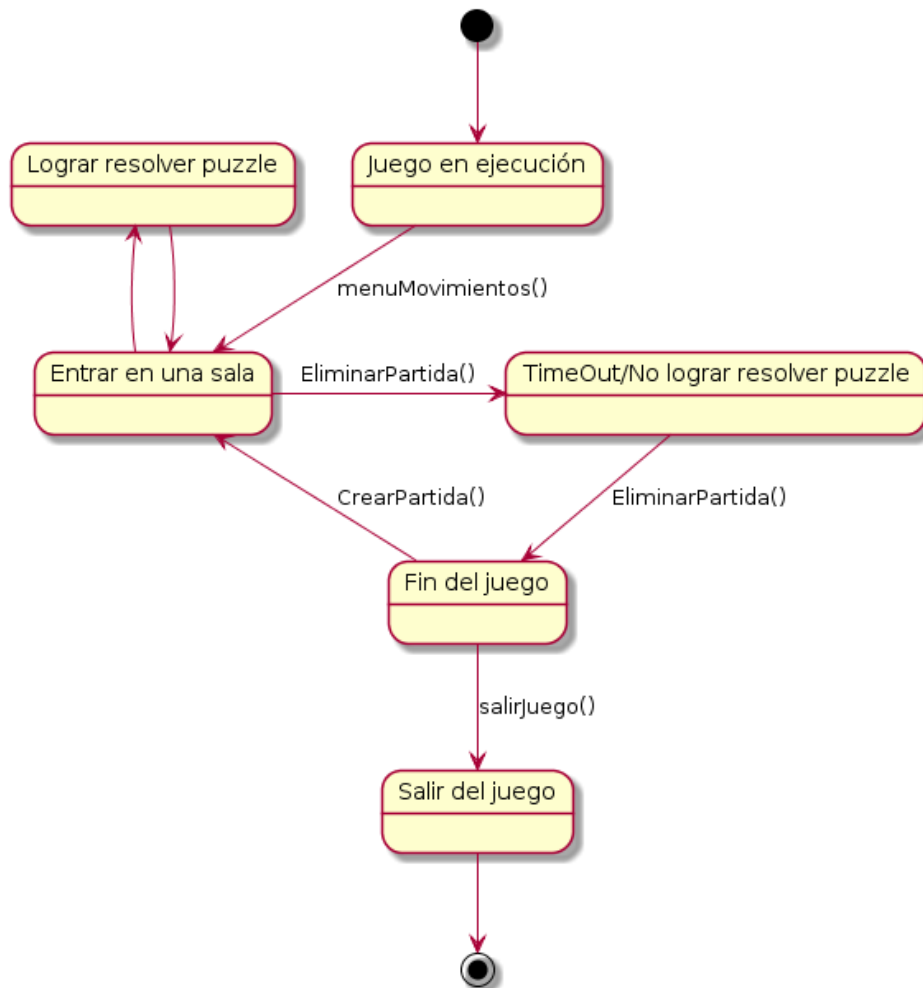 Lograr resolver puzzle
Juego en ejecución
menuMovimientos()
Entrar en una sala
EliminarPartida()
TimeOut/No lograr resolver puzzle
CrearPartida()
EliminarPartida()
Fin del juego
salirJuego()
Salir del juego